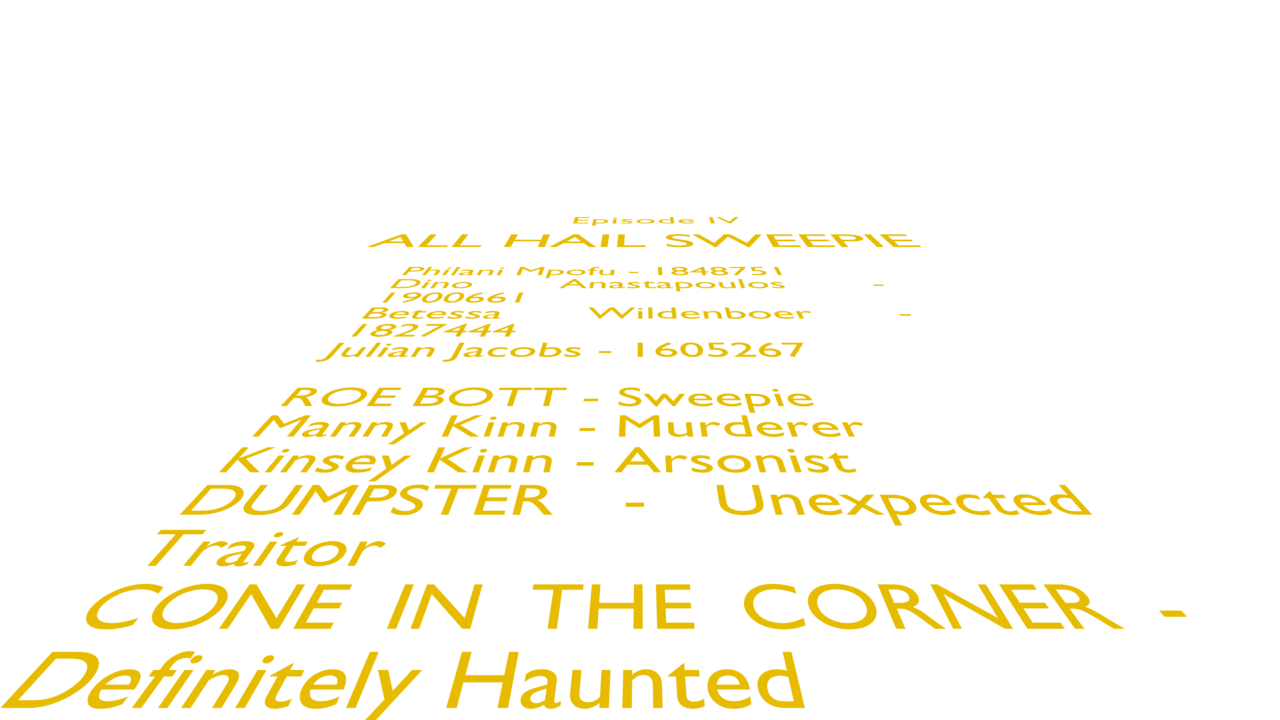 Episode IV
ALL HAIL SWEEPIE
Philani Mpofu - 1848751
Dino Anastapoulos -
1900661
Betessa Wildenboer -
1827444
Julian Jacobs - 1605267
ROE BOTT - Sweepie
Manny Kinn - Murderer
Kinsey Kinn - Arsonist
DUMPSTER - Unexpected
Traitor
CONE IN THE CORNER -
Definitely Haunted